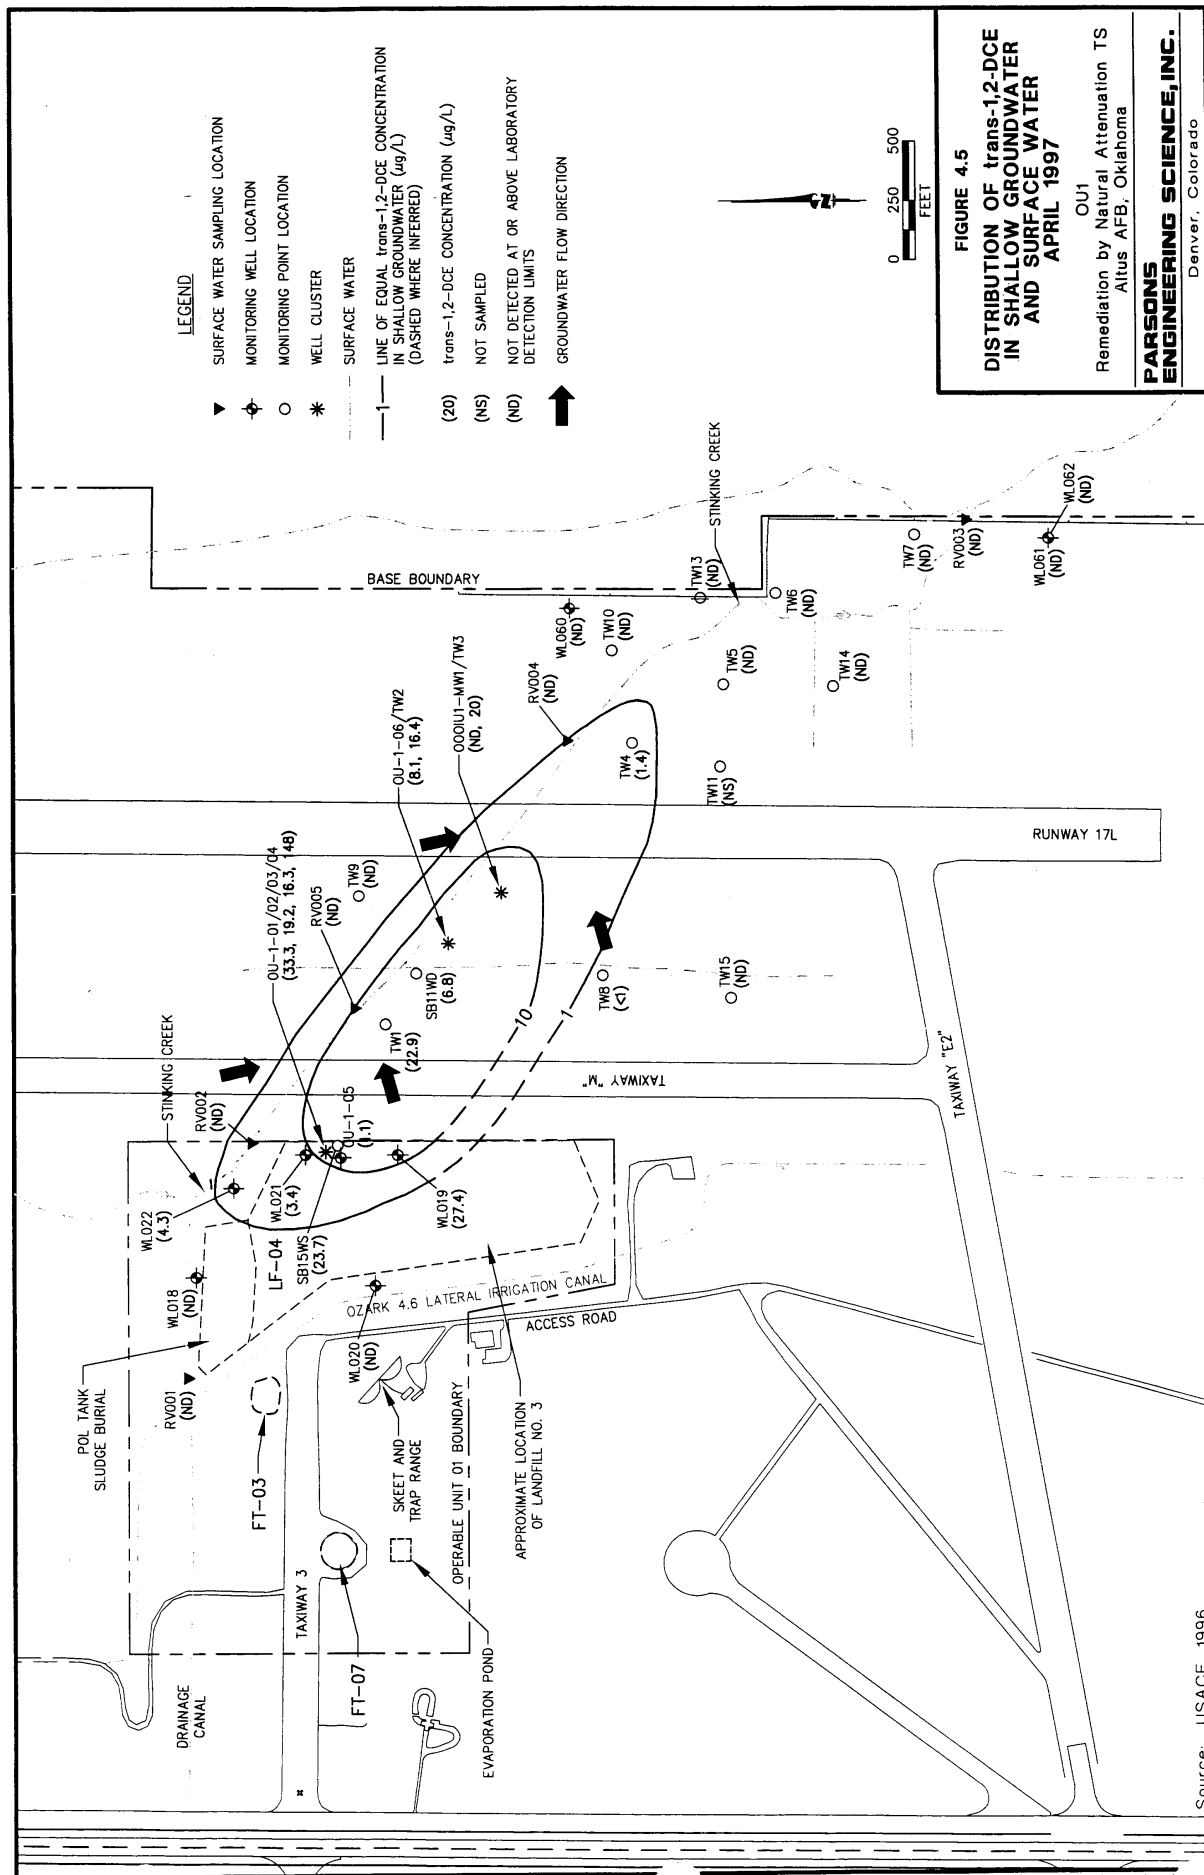 LEGEND
SURFACE WATER SAMPLING LOCATION
MONITORING WELL LOCATION
MONITORING POINT LOCATION
WELL CLUSTER
SURFACE WATER
1
LINE OF EQUAL trans-1,2-DCE CONCENTRATION
IN SHALLOW GROUNDWATER (ug/L)
(DASHED WHERE INFERRED)
(20)
trans-1,2-DCE CONCENTRATION (ug/L)
(NS)
NOT SAMPLED
(ND)
NOT DETECTED AT OR ABOVE LABORATORY
DETECTION LIMITS
GROUNDWATER FLOW DIRECTION
N
0 250 500
FEET
FIGURE 4.5
DISTRIBUTION OF trans-1,2-DCE
IN SHALLOW GROUNDWATER
AND SURFACE WATER
APRIL 1997
OU1
Remediation by Natural Attenuation TS
Altus AFB, Oklahoma
PARSONS
ENGINEERING SCIENCE, INC.
Denver, Colorado
BASE BOUNDARY
STINKING CREEK
WL060
(ND)
TW10
(ND)
TW13
(ND)
TW6
(ND)
TW5
(ND)
TW14
(ND)
TW7
(ND)
RV003
(ND)
WL061
(ND)
WL062
(ND)
RV004
(ND)
TW4
(1.4)
TW11
(NS)
OU-1-06/TW2
(8.1, 16.4)
000IU1-MW1/TW3
(ND, 20)
OU-1-01/02/03/04
(33.3, 19.2, 16.3, 148)
TW9
(ND)
RV005
(ND)
SB11WD
(6.8)
TW1
(22.9)
TW8
(<1)
TW15
(ND)
10
1
RUNWAY 17L
TAXIWAY "M"
TAXIWAY "E2"
STINKING CREEK
RV002
(ND)
WL022
(4.3)
WL021
(3.4)
OU-1-05
(1.1)
SB15WS
(23.7)
WL019
(27.4)
LF-04
WL018
(ND)
WL020
(ND)
RV001
(ND)
POL TANK
SLUDGE BURIAL
OZARK 4.6 LATERAL IRRIGATION CANAL
ACCESS ROAD
FT-03
SKEET AND
TRAP RANGE
OPERABLE UNIT 01 BOUNDARY
APPROXIMATE LOCATION
OF LANDFILL NO. 3
TAXIWAY 3
FT-07
EVAPORATION POND
DRAINAGE
CANAL
Source: USACE, 1996